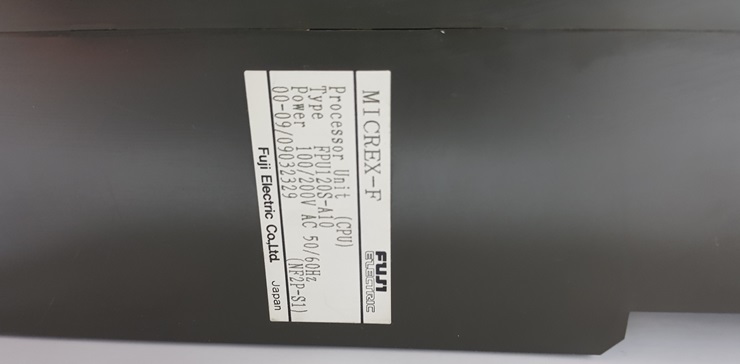 MICREX-F FUJI ELECTRIC
Processor Unit (CPU)
Type FPU120S-A10
Power 100/200V AC 50/60Hz
00-09/09032329 (NF2P-S1)
Fuji Electric Co.,Ltd. Japan